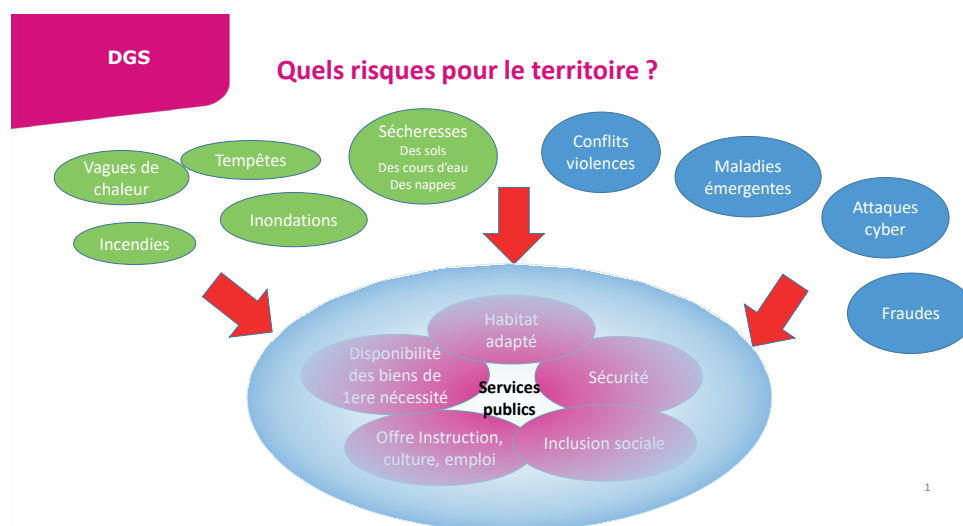 DGS
Quels risques pour le territoire ?
Vagues de
chaleur
Tempêtes
Sécheresses
Des sols
Des cours d'eau
Des nappes
Conflits
violences
Maladies
émergentes
Attaques
cyber
Inondations
Incendies
Fraudes
Habitat
adapté
Disponibilité
des biens de
1ere nécessité
Sécurité
Services
publics
Offre Instruction,
culture, emploi
Inclusion sociale
1